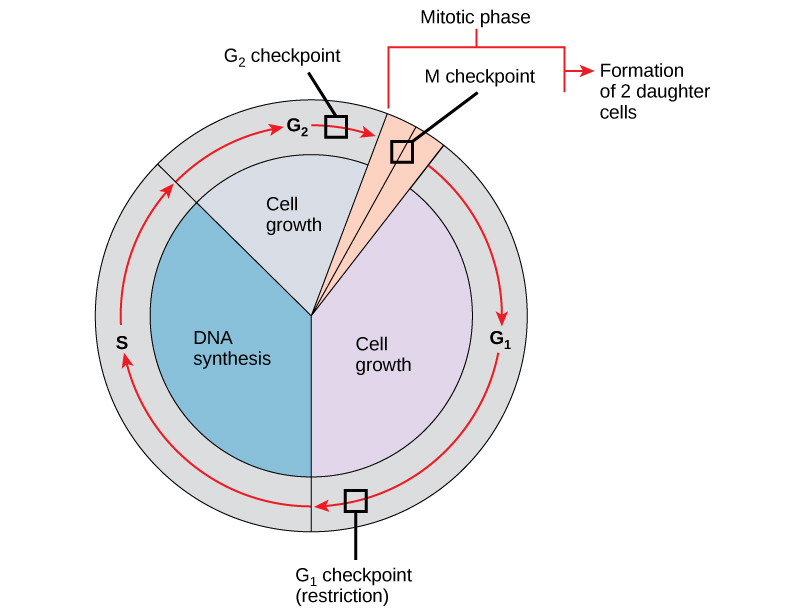 Mitotic phase
G₂ checkpoint
M checkpoint
Formation
of 2 daughter
cells
G₂
Cell
growth
DNA
synthesis
S
Cell
growth
G₁
G₁ checkpoint
(restriction)